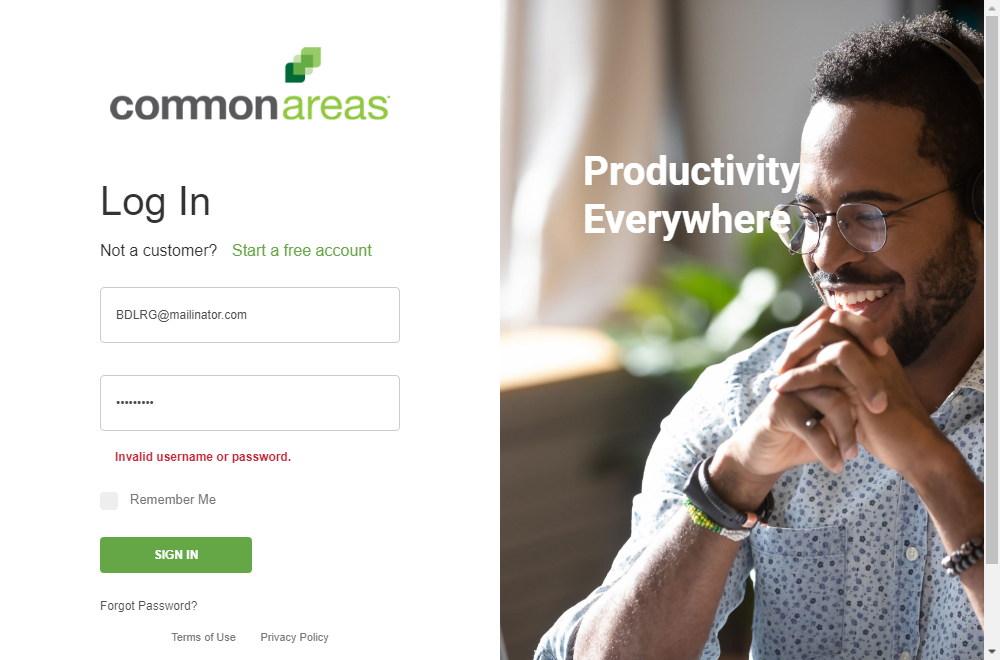 commonareas
Log In
Not a customer? Start a free account
BDLRG@mailinator.com
•••••••••
Invalid username or password.
Remember Me
SIGN IN
Forgot Password?
Terms of Use Privacy Policy
Productivity
Everywhere